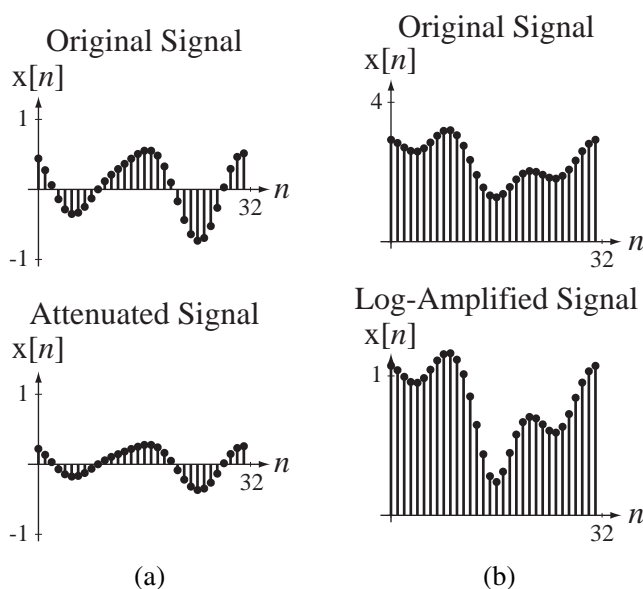 Original Signal
x[n]
1
n
32
-1
Attenuated Signal
x[n]
1
n
32
-1
(a)
Original Signal
x[n]
4
n
32
Log-Amplified Signal
x[n]
1
n
32
(b)